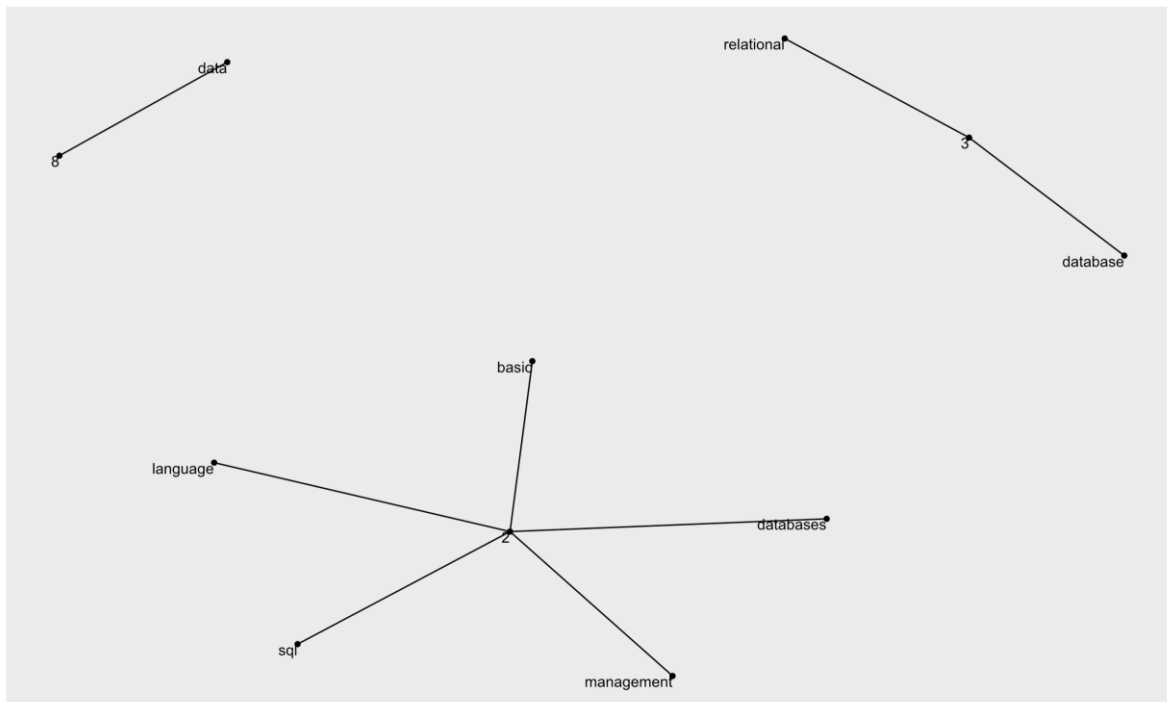 relational
data
3
8
database
basic
language
databases
2
sql
management